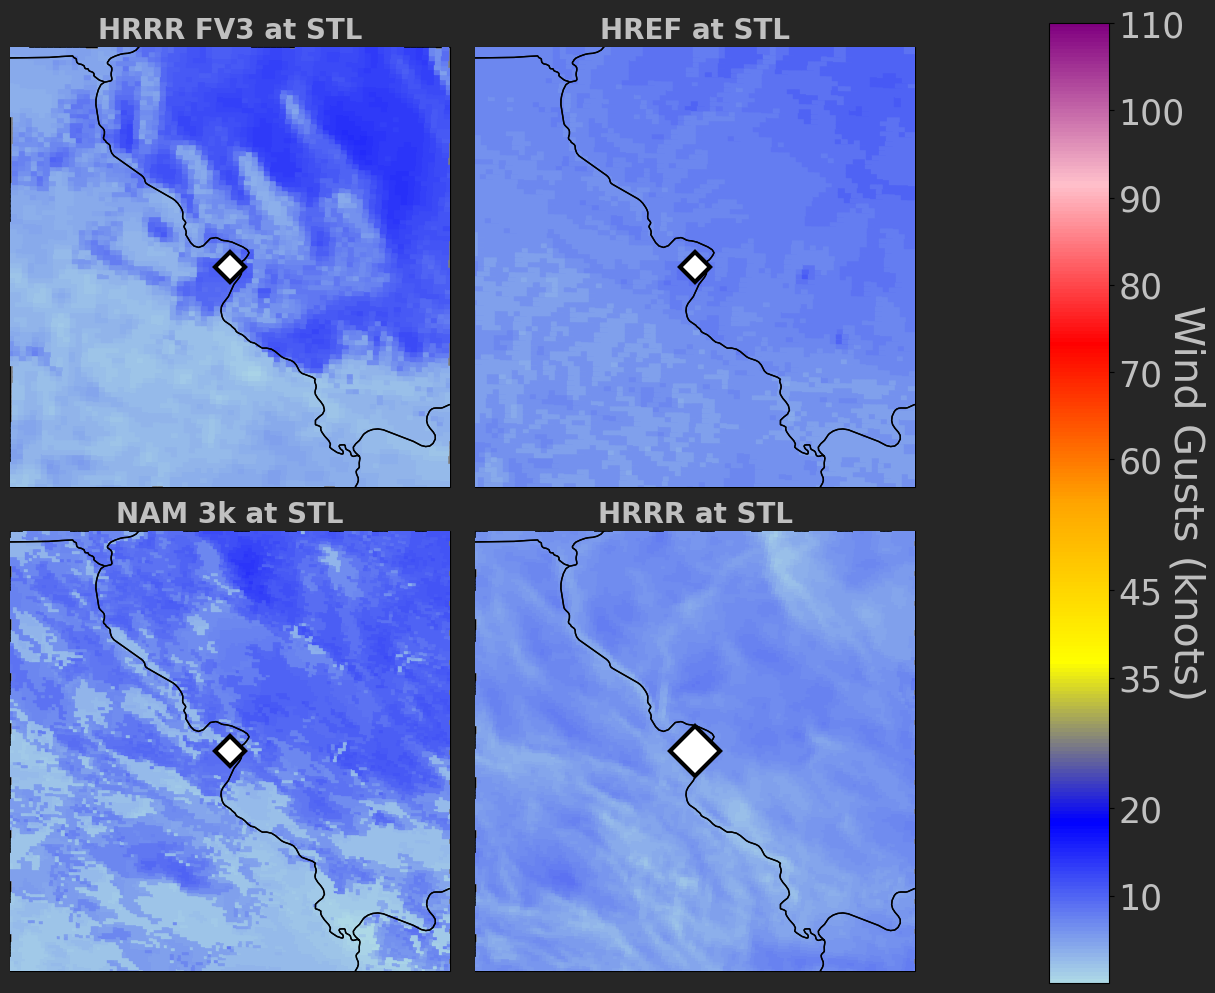 HRRR FV3 at STL
HREF at STL
NAM 3k at STL
HRRR at STL
110
100
90
80
70
60
45
35
20
10
Wind Gusts (knots)